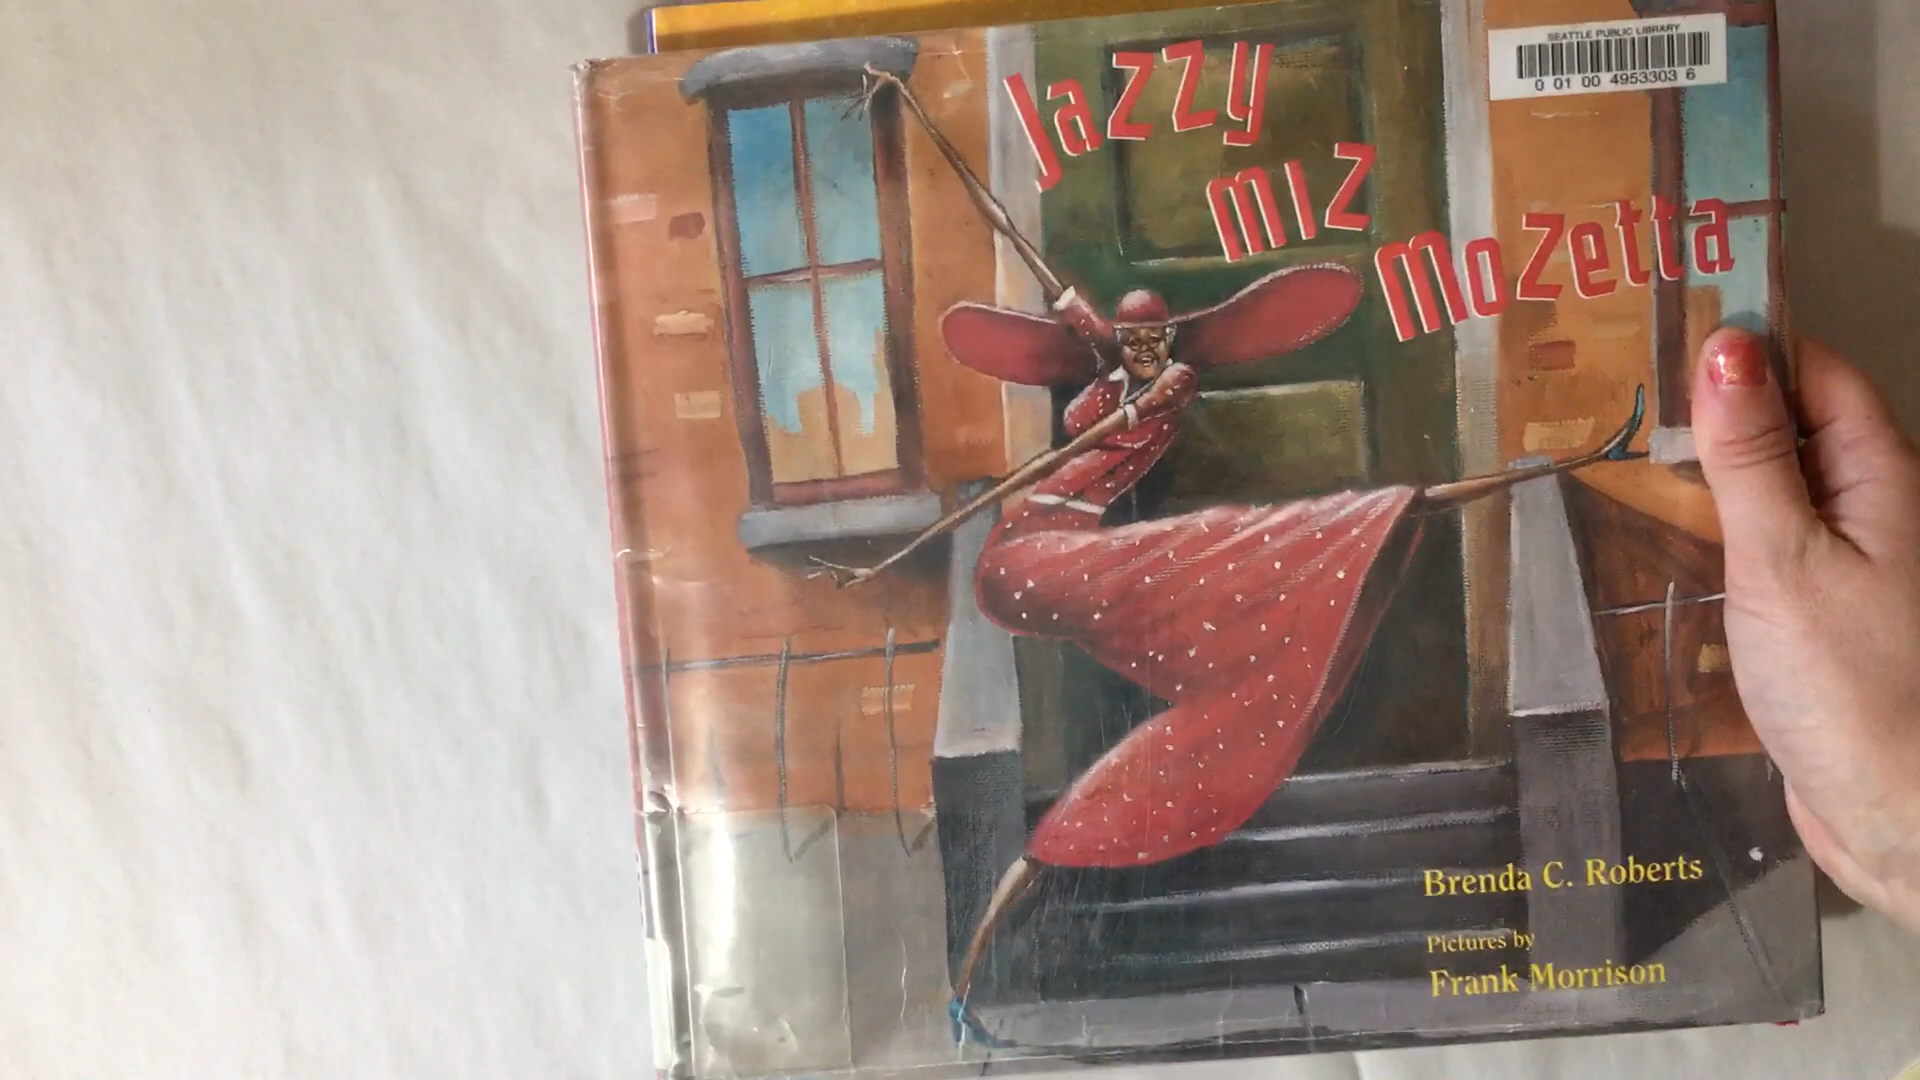 SEATTLE PUBLIC LIBRARY
0 01 00 4953303 6
Jazzy
miz
Mozetta
Brenda C. Roberts
Pictures by
Frank Morrison